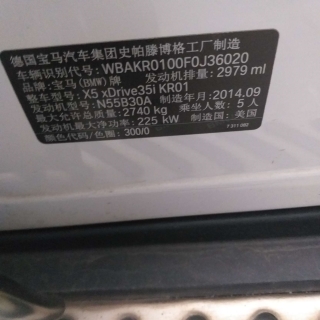 德国宝马汽车集团史帕滕博格工厂制造
车辆识别代号: WBAKR0100F0J36020
品牌: 宝马(BMW)牌 发动机排量: 2979 ml
整车型号: X5 xDrive35i KR01
发动机型号: N55B30A 制造年月: 2014.09
最大允许总质量: 2740 kg 乘坐人数: 5 人
发动机最大净功率: 225 kW 制造国: 美国
颜色代码/色圈: 300/0